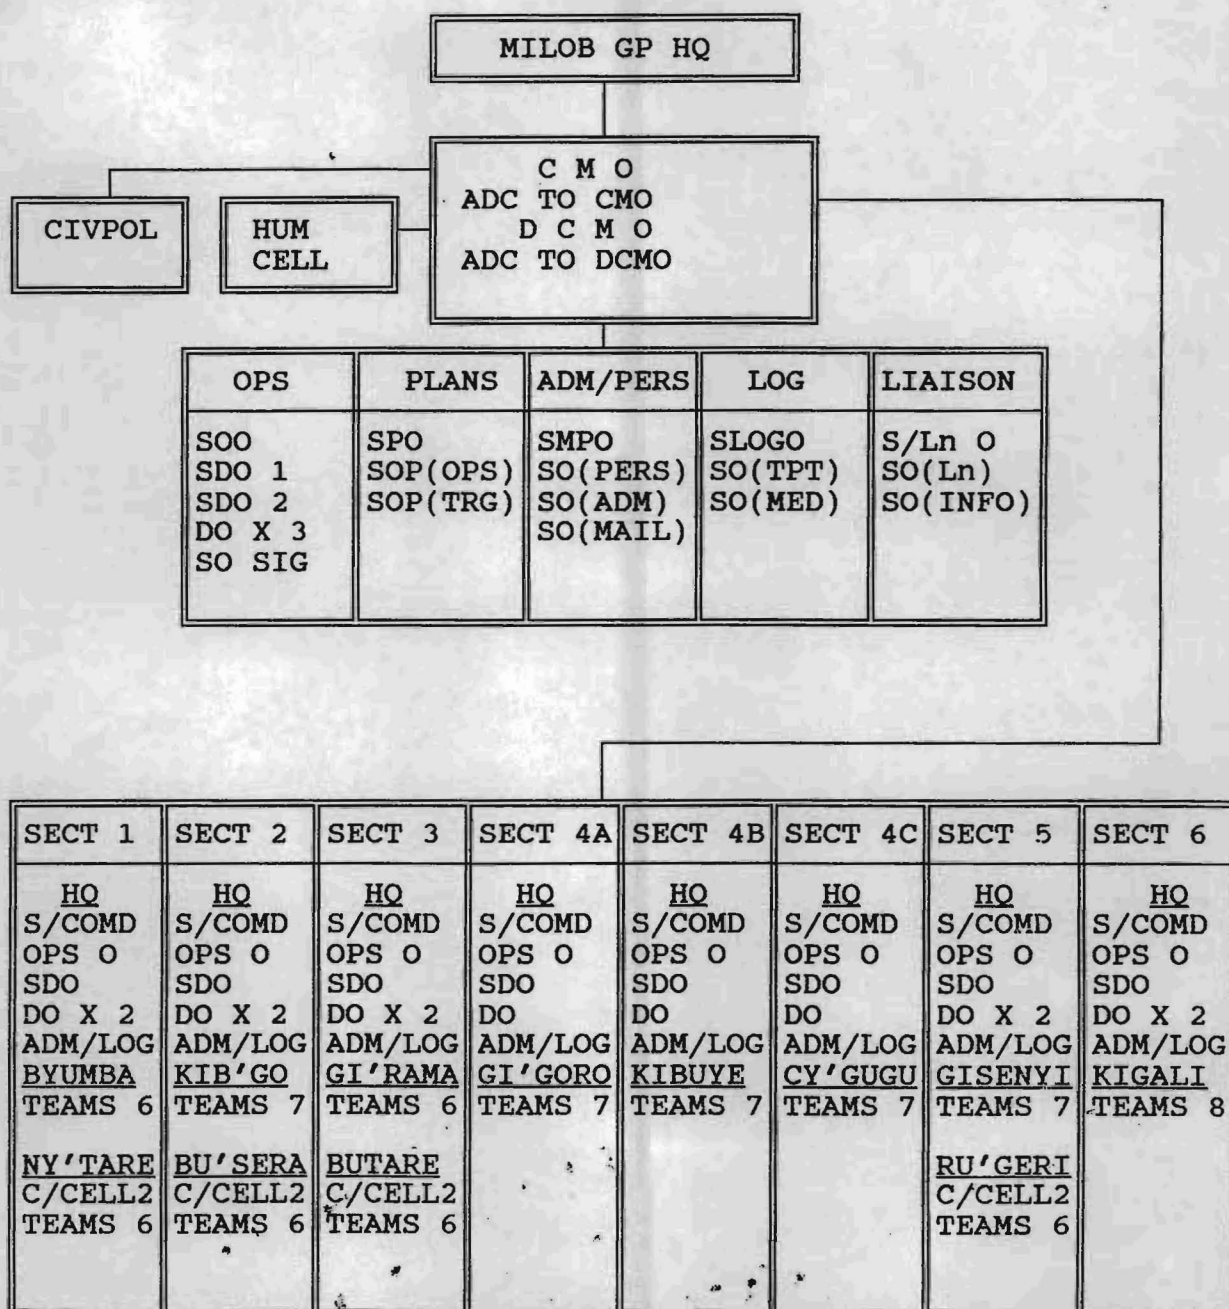 MILOB GP HQ
C M O
ADC TO CMO
D C M O
ADC TO DCMO
CIVPOL
HUM
CELL
OPS
SOO
SDO 1
SDO 2
DO X 3
SO SIG
PLANS
SPO
SOP(OPS)
SOP(TRG)
ADM/PERS
SMPO
SO(PERS)
SO(ADM)
SO(MAIL)
LOG
SLOGO
SO(TPT)
SO(MED)
LIAISON
S/Ln O
SO(Ln)
SO(INFO)
SECT 1
HQ
S/COMD
OPS O
SDO
DO X 2
ADM/LOG
BYUMBA
TEAMS 6
NY'TARE
C/CELL2
TEAMS 6
SECT 2
HQ
S/COMD
OPS O
SDO
DO X 2
ADM/LOG
KIB'GO
TEAMS 7
BU'SERA
C/CELL2
TEAMS 6
SECT 3
HQ
S/COMD
OPS O
SDO
DO X 2
ADM/LOG
GI'RAMA
TEAMS 6
BUTARE
C/CELL2
TEAMS 6
SECT 4A
HQ
S/COMD
OPS O
SDO
DO
ADM/LOG
GI'GORO
TEAMS 7
SECT 4B
HQ
S/COMD
OPS O
SDO
DO
ADM/LOG
KIBUYE
TEAMS 7
SECT 4C
HQ
S/COMD
OPS O
SDO
DO
ADM/LOG
CY'GUGU
TEAMS 7
SECT 5
HQ
S/COMD
OPS O
SDO
DO X 2
ADM/LOG
GISENYI
TEAMS 7
RU'GERI
C/CELL2
TEAMS 6
SECT 6
HQ
S/COMD
OPS O
SDO
DO X 2
ADM/LOG
KIGALI
TEAMS 8